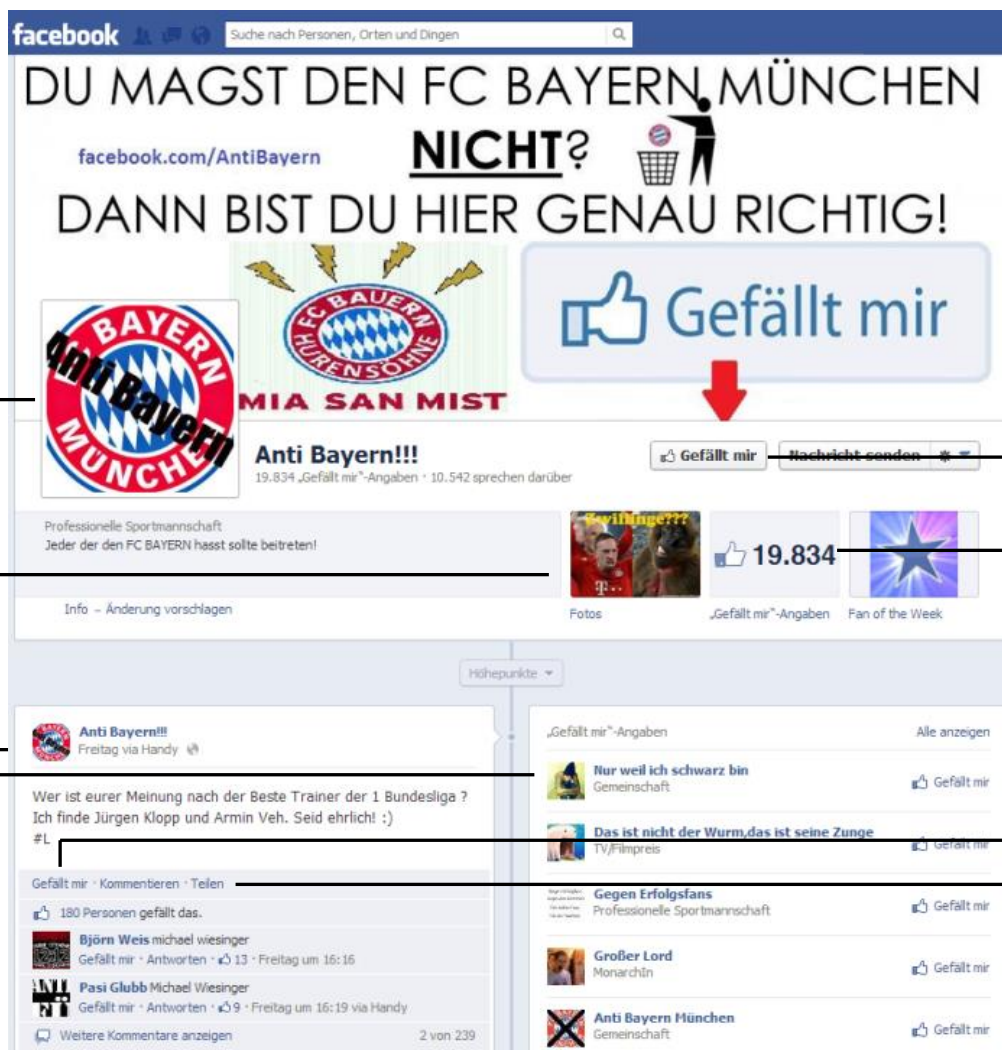 facebook
Suche nach Personen, Orten und Dingen
DU MAGST DEN FC BAYERN MÜNCHEN
facebook.com/AntiBayern
NICHT?
DANN BIST DU HIER GENAU RICHTIG!
FC BAUERN
HURENSÖHNE
MIA SAN MIST
Gefällt mir
BAYERN
Anti Bayern
MÜNCHEN
Anti Bayern!!!
19.834 „Gefällt mir"-Angaben · 10.542 sprechen darüber
Gefällt mir
Nachricht senden
Professionelle Sportmannschaft
Jeder der den FC BAYERN hasst sollte beitreten!
Info – Änderung vorschlagen
Zwillinge???
T··
Fotos
19.834
„Gefällt mir"-Angaben
Fan of the Week
Höhepunkte
Anti Bayern!!!
Freitag via Handy
Wer ist eurer Meinung nach der Beste Trainer der 1 Bundesliga ?
Ich finde Jürgen Klopp und Armin Veh. Seid ehrlich! :)
#L
Gefällt mir · Kommentieren · Teilen
180 Personen gefällt das.
Björn Weis michael wiesinger
Gefällt mir · Antworten · 13 · Freitag um 16:16
Pasi Glubb Michael Wiesinger
Gefällt mir · Antworten · 9 · Freitag um 16:19 via Handy
Weitere Kommentare anzeigen
2 von 239
„Gefällt mir"-Angaben
Alle anzeigen
Nur weil ich schwarz bin
Gemeinschaft
Gefällt mir
Das ist nicht der Wurm,das ist seine Zunge
TV/Filmpreis
Gefällt mir
Gegen Erfolgsfans
Professionelle Sportmannschaft
Gefällt mir
Großer Lord
MonarchIn
Gefällt mir
Anti Bayern München
Gemeinschaft
Gefällt mir